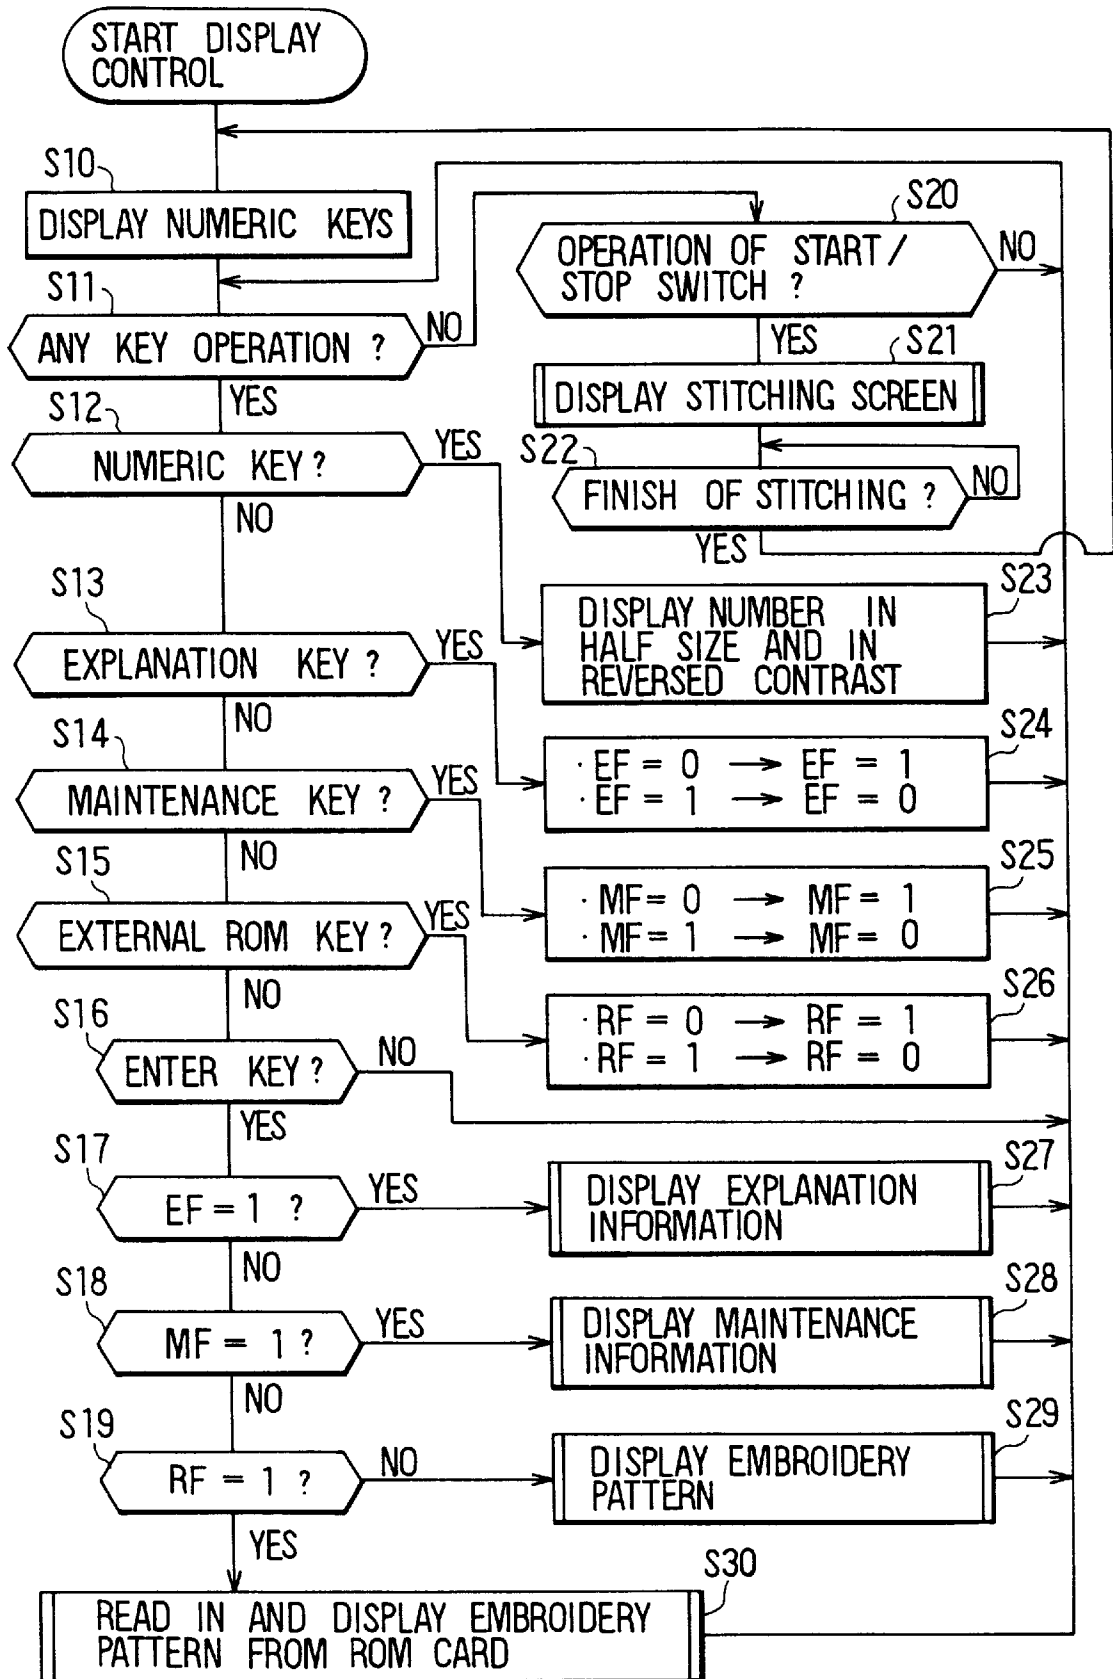 START DISPLAY
CONTROL
S10
DISPLAY NUMERIC KEYS
S11
ANY KEY OPERATION ?
NO
YES
S20
OPERATION OF START /
STOP SWITCH ?
NO
YES
S21
DISPLAY STITCHING SCREEN
S22
FINISH OF STITCHING ?
NO
YES
S12
NUMERIC KEY ?
YES
NO
S23
DISPLAY NUMBER IN
HALF SIZE AND IN
REVERSED CONTRAST
S13
EXPLANATION KEY ?
YES
NO
S24
· EF = 0 → EF = 1
· EF = 1 → EF = 0
S14
MAINTENANCE KEY ?
YES
NO
S25
· MF = 0 → MF = 1
· MF = 1 → MF = 0
S15
EXTERNAL ROM KEY ?
YES
NO
S26
· RF = 0 → RF = 1
· RF = 1 → RF = 0
S16
ENTER KEY ?
NO
YES
S17
EF = 1 ?
YES
NO
S27
DISPLAY EXPLANATION
INFORMATION
S18
MF = 1 ?
YES
NO
S28
DISPLAY MAINTENANCE
INFORMATION
S19
RF = 1 ?
NO
YES
S29
DISPLAY EMBROIDERY
PATTERN
S30
READ IN AND DISPLAY EMBROIDERY
PATTERN FROM ROM CARD